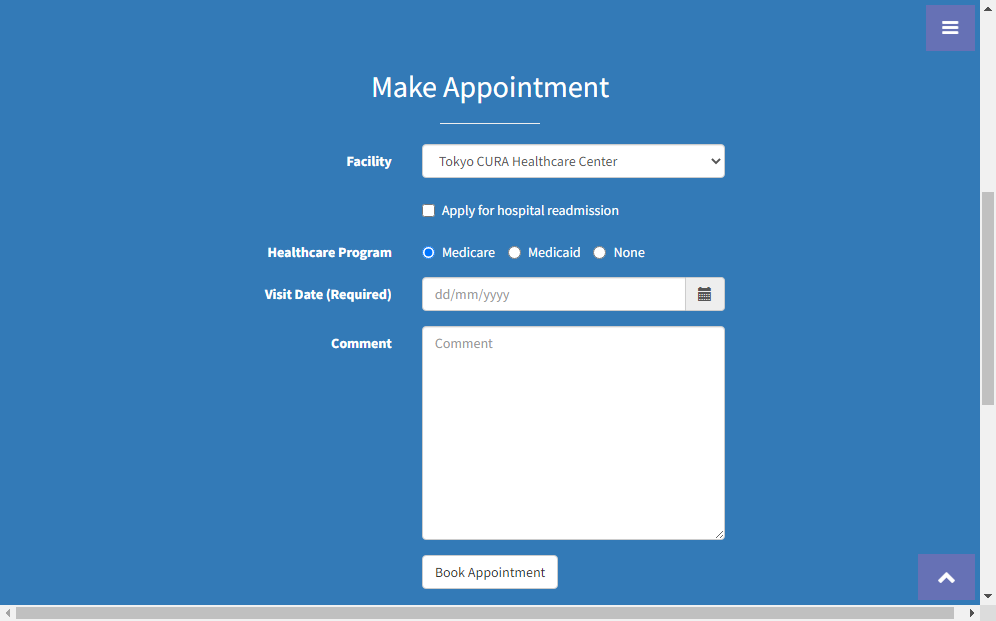 Make Appointment
Facility
Tokyo CURA Healthcare Center
Apply for hospital readmission
Healthcare Program
Medicare Medicaid None
Visit Date (Required)
dd/mm/yyyy
Comment
Comment
Book Appointment